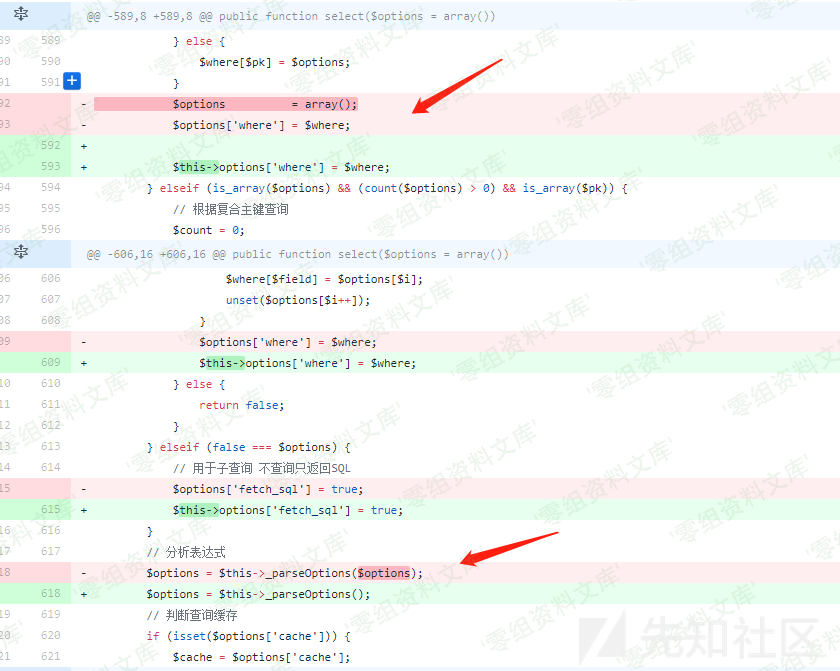 @@ -589,8 +589,8 @@ public function select($options = array())
89 589 } else {
90 590 $where[$pk] = $options;
91 591 + }
92 - $options = array();
93 - $options['where'] = $where;
592 +
593 + $this->options['where'] = $where;
94 594 } elseif (is_array($options) && (count($options) > 0) && is_array($pk)) {
95 595 // 根据复合主键查询
96 596 $count = 0;
@@ -606,16 +606,16 @@ public function select($options = array())
06 606 $where[$field] = $options[$i];
07 607 unset($options[$i++]);
08 608 }
09 - $options['where'] = $where;
609 + $this->options['where'] = $where;
10 610 } else {
11 611 return false;
12 612 }
13 613 } elseif (false === $options) {
14 614 // 用于子查询 不查询只返回SQL
15 - $options['fetch_sql'] = true;
615 + $this->options['fetch_sql'] = true;
16 616 }
17 617 // 分析表达式
18 - $options = $this->_parseOptions($options);
618 + $options = $this->_parseOptions();
19 619 // 判断查询缓存
20 620 if (isset($options['cache'])) {
21 621 $cache = $options['cache'];
零组资料文库
先知社区